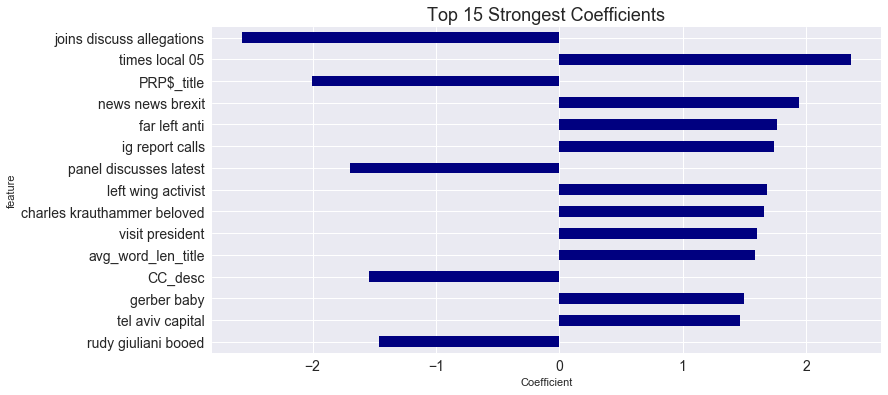 Top 15 Strongest Coefficients
joins discuss allegations
times local 05
PRP$_title
news news brexit
far left anti
ig report calls
panel discusses latest
left wing activist
charles krauthammer beloved
visit president
avg_word_len_title
CC_desc
gerber baby
tel aviv capital
rudy giuliani booed
feature
−2
−1
0
1
2
Coefficient